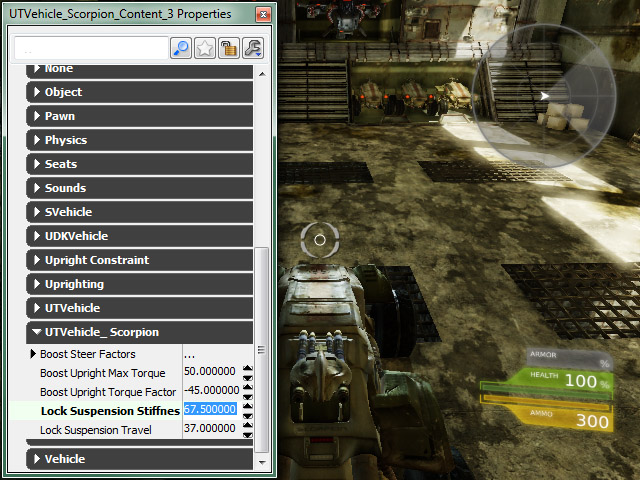 UTVehicle_Scorpion_Content_3 Properties
..
None
Object
Pawn
Physics
Seats
Sounds
SVehicle
UDKVehicle
Upright Constraint
Uprighting
UTVehicle
UTVehicle_ Scorpion
Boost Steer Factors ...
Boost Upright Max Torque 50.000000
Boost Upright Torque Factor -45.000000
Lock Suspension Stiffnes 67.500000
Lock Suspension Travel 37.000000
Vehicle
ARMOR %
HEALTH 100 %
AMMO 300